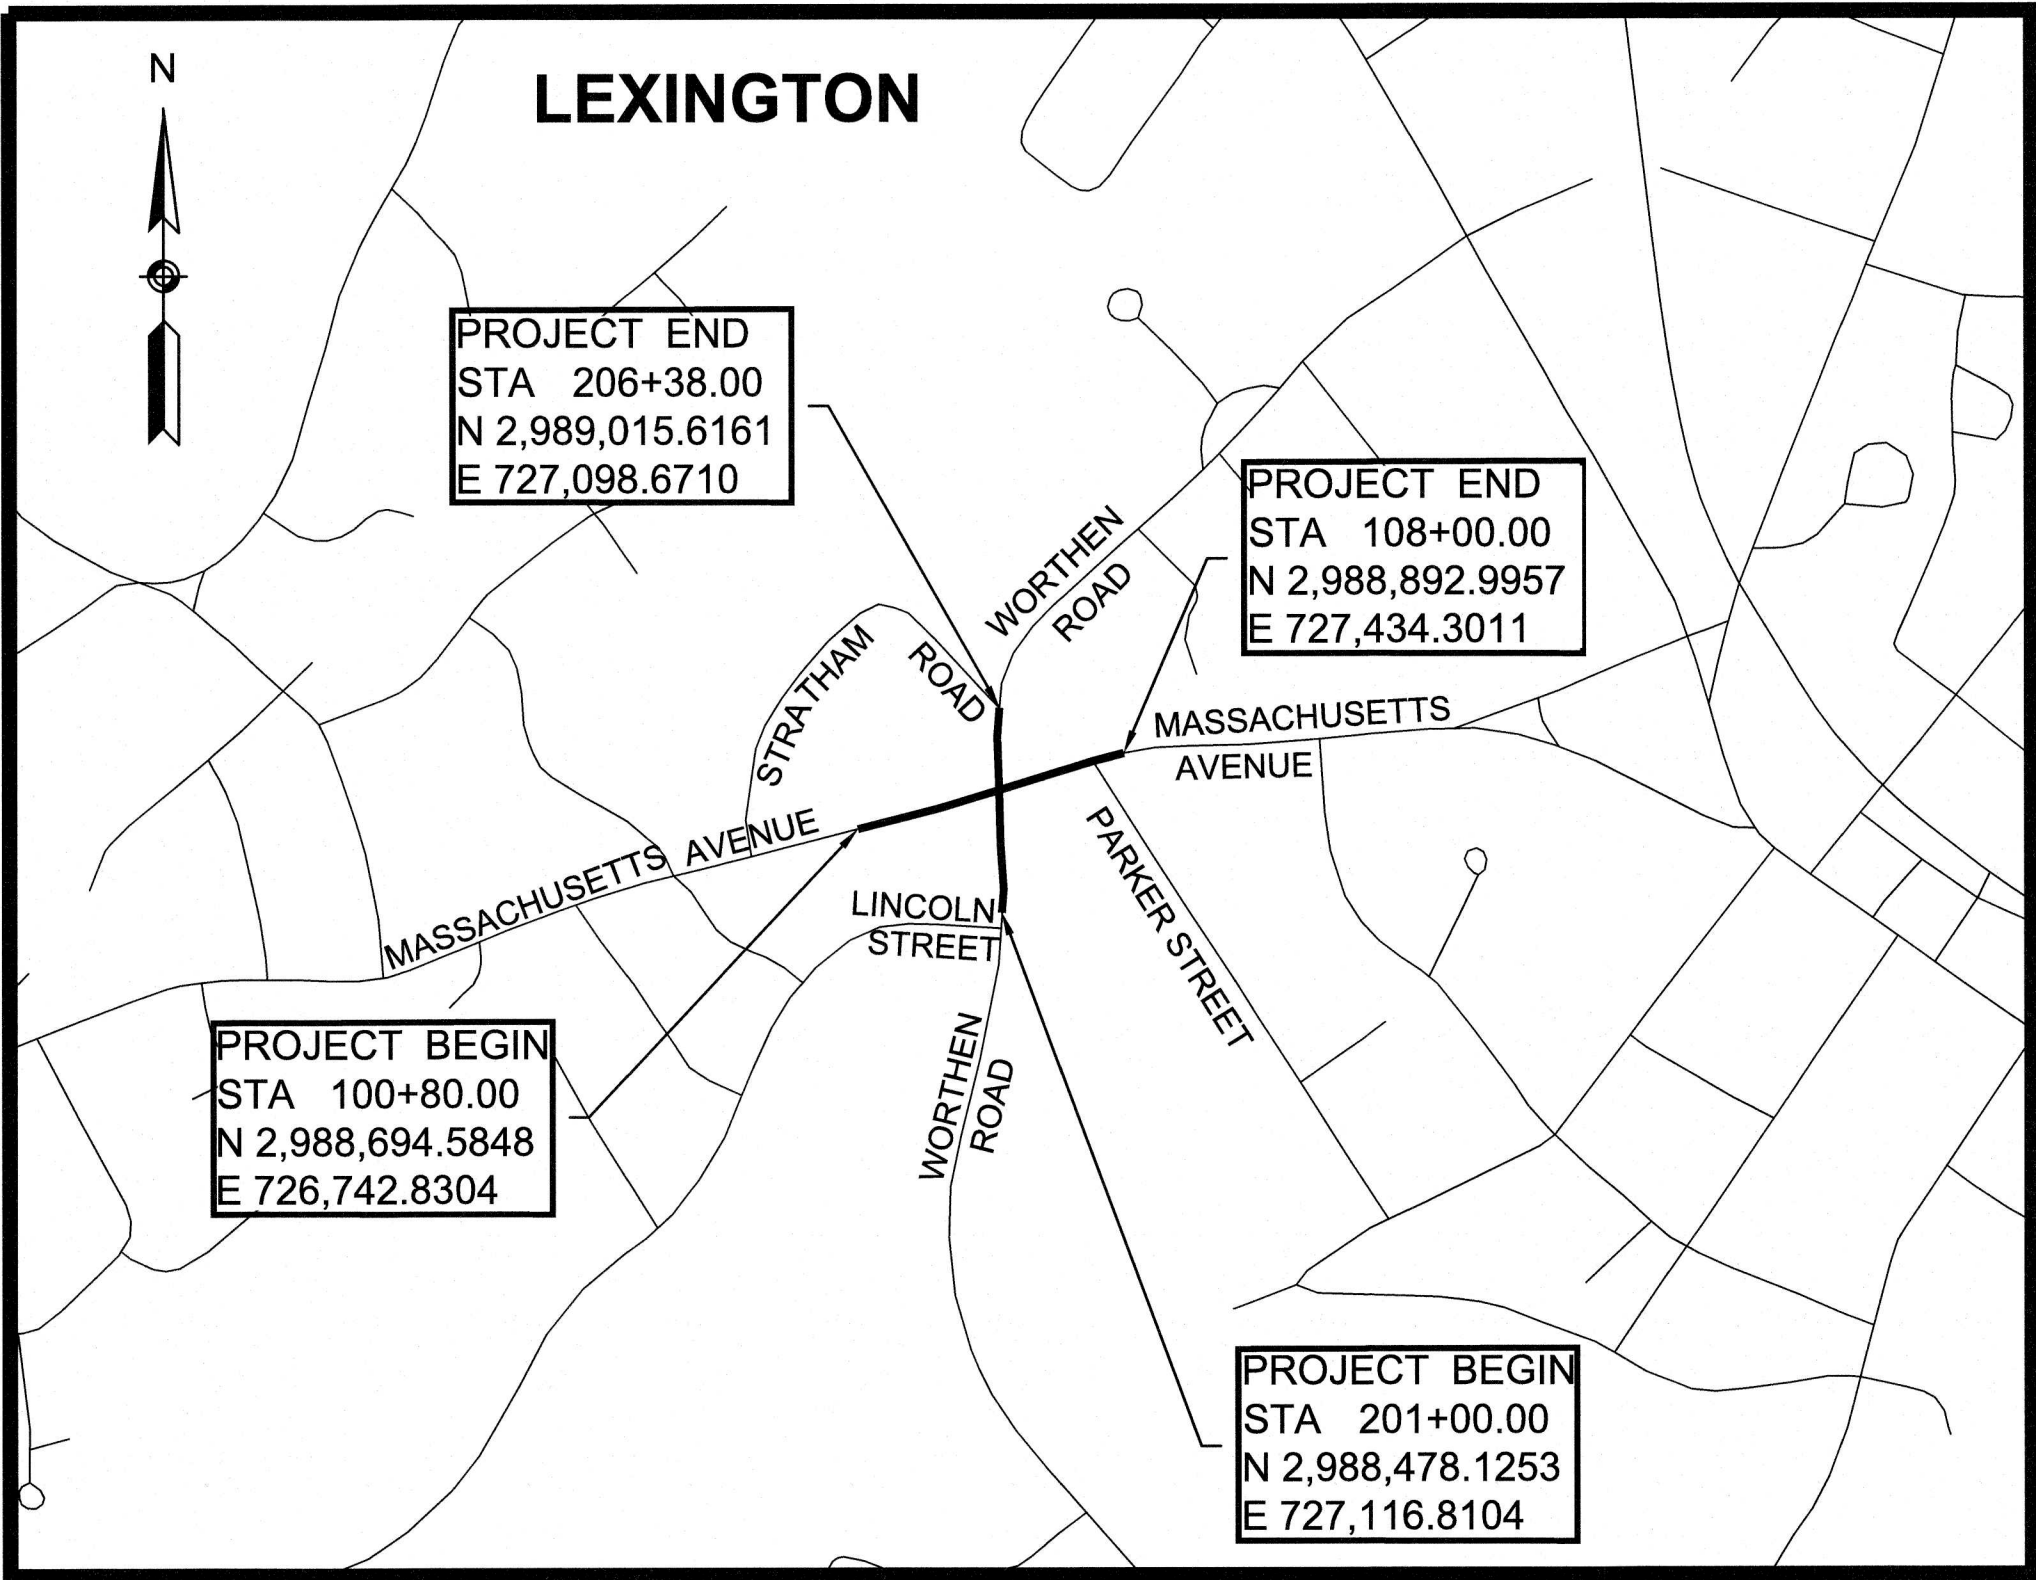 N
LEXINGTON
PROJECT END
STA 206+38.00
N 2,989,015.6161
E 727,098.6710
PROJECT END
STA 108+00.00
N 2,988,892.9957
E 727,434.3011
WORTHEN
ROAD
STRATHAM
ROAD
MASSACHUSETTS
AVENUE
MASSACHUSETTS AVENUE
LINCOLN
STREET
PARKER STREET
WORTHEN
ROAD
PROJECT BEGIN
STA 100+80.00
N 2,988,694.5848
E 726,742.8304
PROJECT BEGIN
STA 201+00.00
N 2,988,478.1253
E 727,116.8104